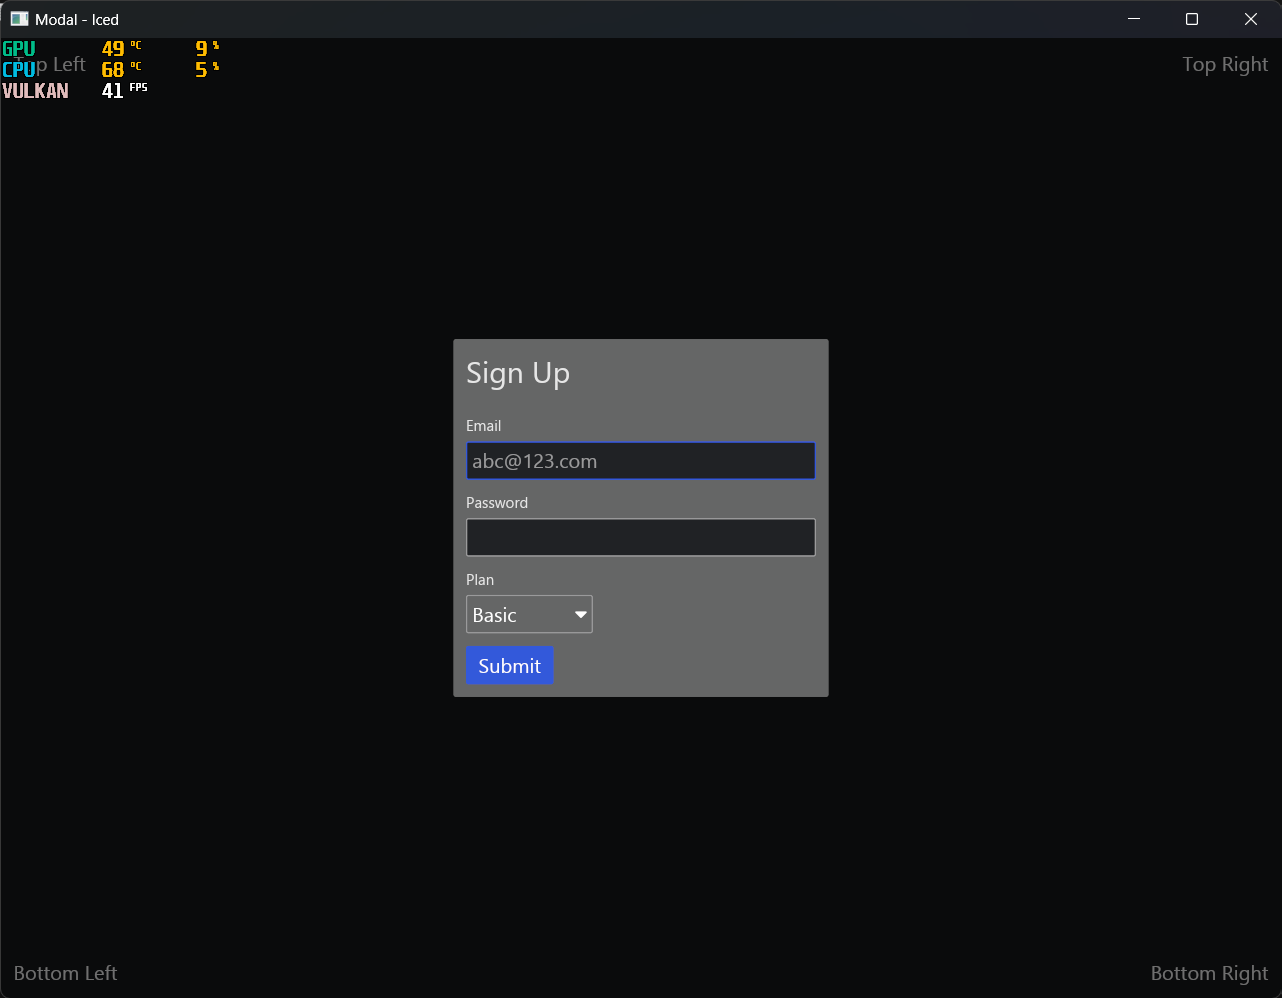 Modal - Iced
GPU 49 °C 9 %
Top Left
Top Right
CPU 68 °C 5 %
VULKAN 41 FPS
Sign Up
Email
abc@123.com
Password
Plan
Basic
Submit
Bottom Left
Bottom Right